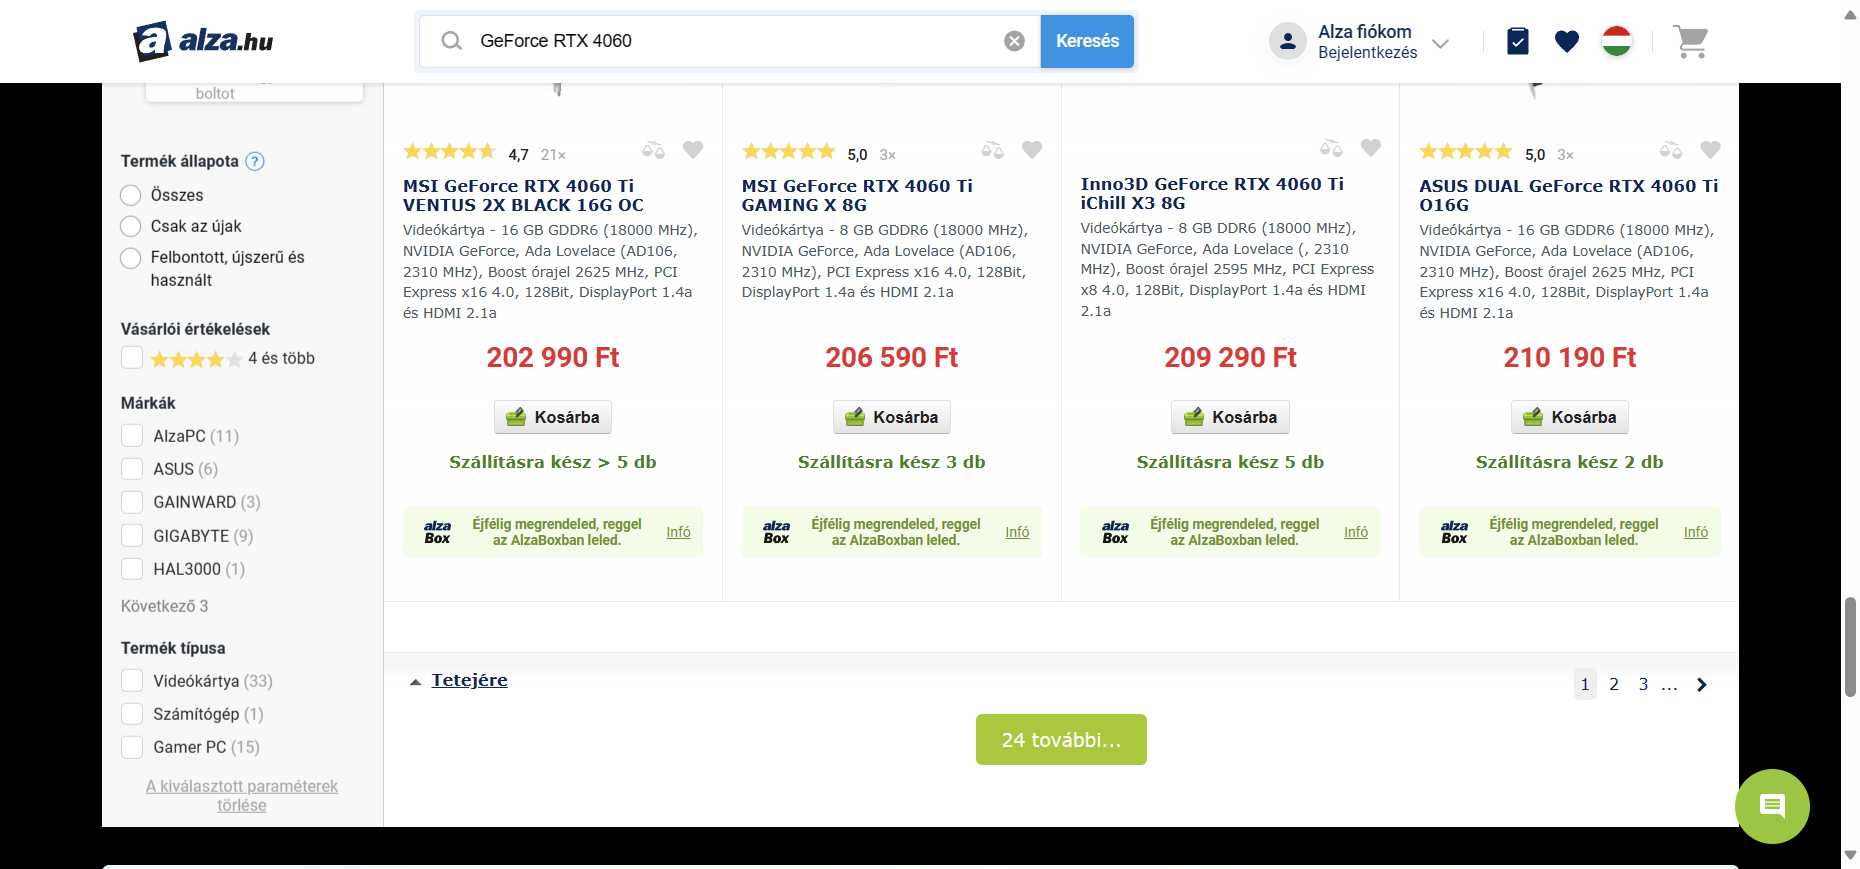 alza.hu
GeForce RTX 4060
Keresés
Alza fiókom
Bejelentkezés
boltot
Termék állapota ?
Összes
Csak az újak
Felbontott, újszerű és
használt
Vásárlói értékelések
4 és több
Márkák
AlzaPC (11)
ASUS (6)
GAINWARD (3)
GIGABYTE (9)
HAL3000 (1)
Következő 3
Termék típusa
Videókártya (33)
Számítógép (1)
Gamer PC (15)
A kiválasztott paraméterek
törlése
4,7 21×
MSI GeForce RTX 4060 Ti
VENTUS 2X BLACK 16G OC
Videókártya - 16 GB GDDR6 (18000 MHz),
NVIDIA GeForce, Ada Lovelace (AD106,
2310 MHz), Boost órajel 2625 MHz, PCI
Express x16 4.0, 128Bit, DisplayPort 1.4a
és HDMI 2.1a
202 990 Ft
Kosárba
Szállításra kész > 5 db
alza
Box
Éjfélig megrendeled, reggel
az AlzaBoxban leled.
Infó
5,0 3×
MSI GeForce RTX 4060 Ti
GAMING X 8G
Videókártya - 8 GB GDDR6 (18000 MHz),
NVIDIA GeForce, Ada Lovelace (AD106,
2310 MHz), PCI Express x16 4.0, 128Bit,
DisplayPort 1.4a és HDMI 2.1a
206 590 Ft
Kosárba
Szállításra kész 3 db
alza
Box
Éjfélig megrendeled, reggel
az AlzaBoxban leled.
Infó
Inno3D GeForce RTX 4060 Ti
iChill X3 8G
Videókártya - 8 GB DDR6 (18000 MHz),
NVIDIA GeForce, Ada Lovelace (, 2310
MHz), Boost órajel 2595 MHz, PCI Express
x8 4.0, 128Bit, DisplayPort 1.4a és HDMI
2.1a
209 290 Ft
Kosárba
Szállításra kész 5 db
alza
Box
Éjfélig megrendeled, reggel
az AlzaBoxban leled.
Infó
5,0 3×
ASUS DUAL GeForce RTX 4060 Ti
O16G
Videókártya - 16 GB GDDR6 (18000 MHz),
NVIDIA GeForce, Ada Lovelace (AD106,
2310 MHz), Boost órajel 2625 MHz, PCI
Express x16 4.0, 128Bit, DisplayPort 1.4a
és HDMI 2.1a
210 190 Ft
Kosárba
Szállításra kész 2 db
alza
Box
Éjfélig megrendeled, reggel
az AlzaBoxban leled.
Infó
Tetejére
1 2 3 ...
24 további...